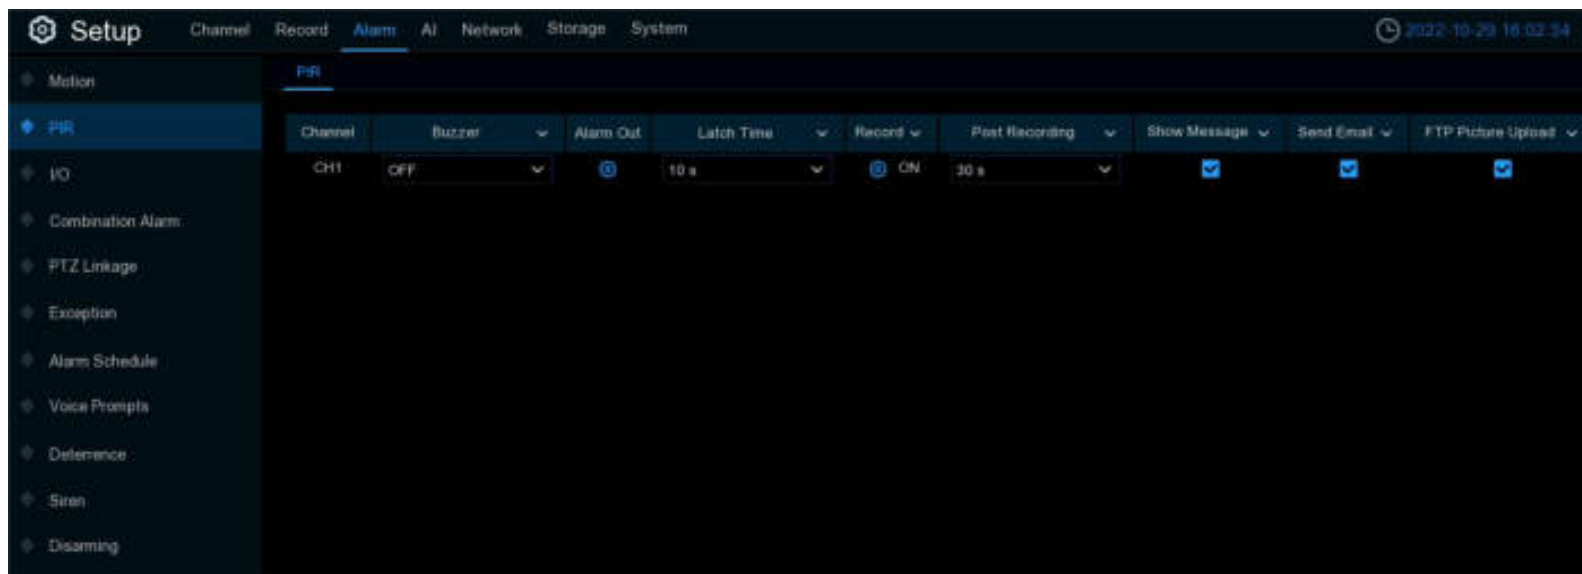 Setup Channel Record Alarm AI Network Storage System 2022-10-29 16:02:34
Motion
PIR
PIR
I/O
Combination Alarm
PTZ Linkage
Exception
Alarm Schedule
Voice Prompts
Deterrence
Siren
Disarming
Channel Buzzer Alarm Out Latch Time Record Post Recording Show Message Send Email FTP Picture Upload
CH1 OFF 10 s ON 30 s